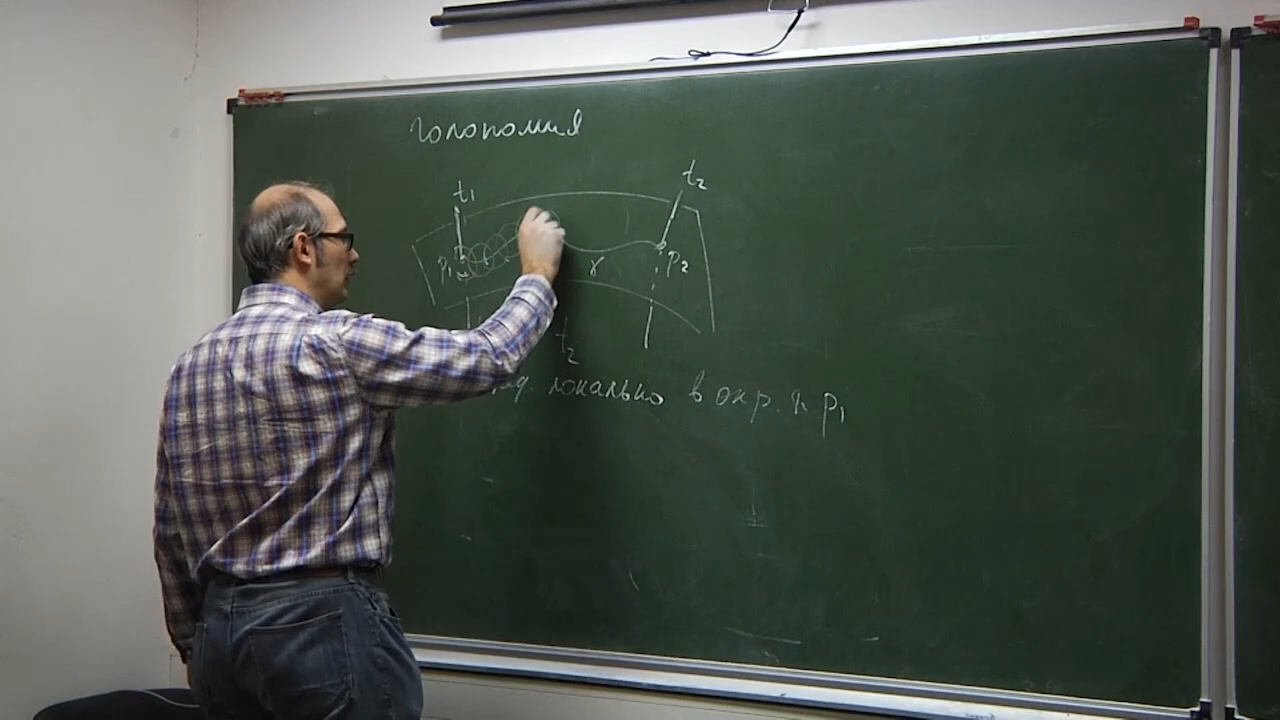 голономия
t₁
t₂
p₁
γ
p₂
t₂
локально в окр. т. p₁